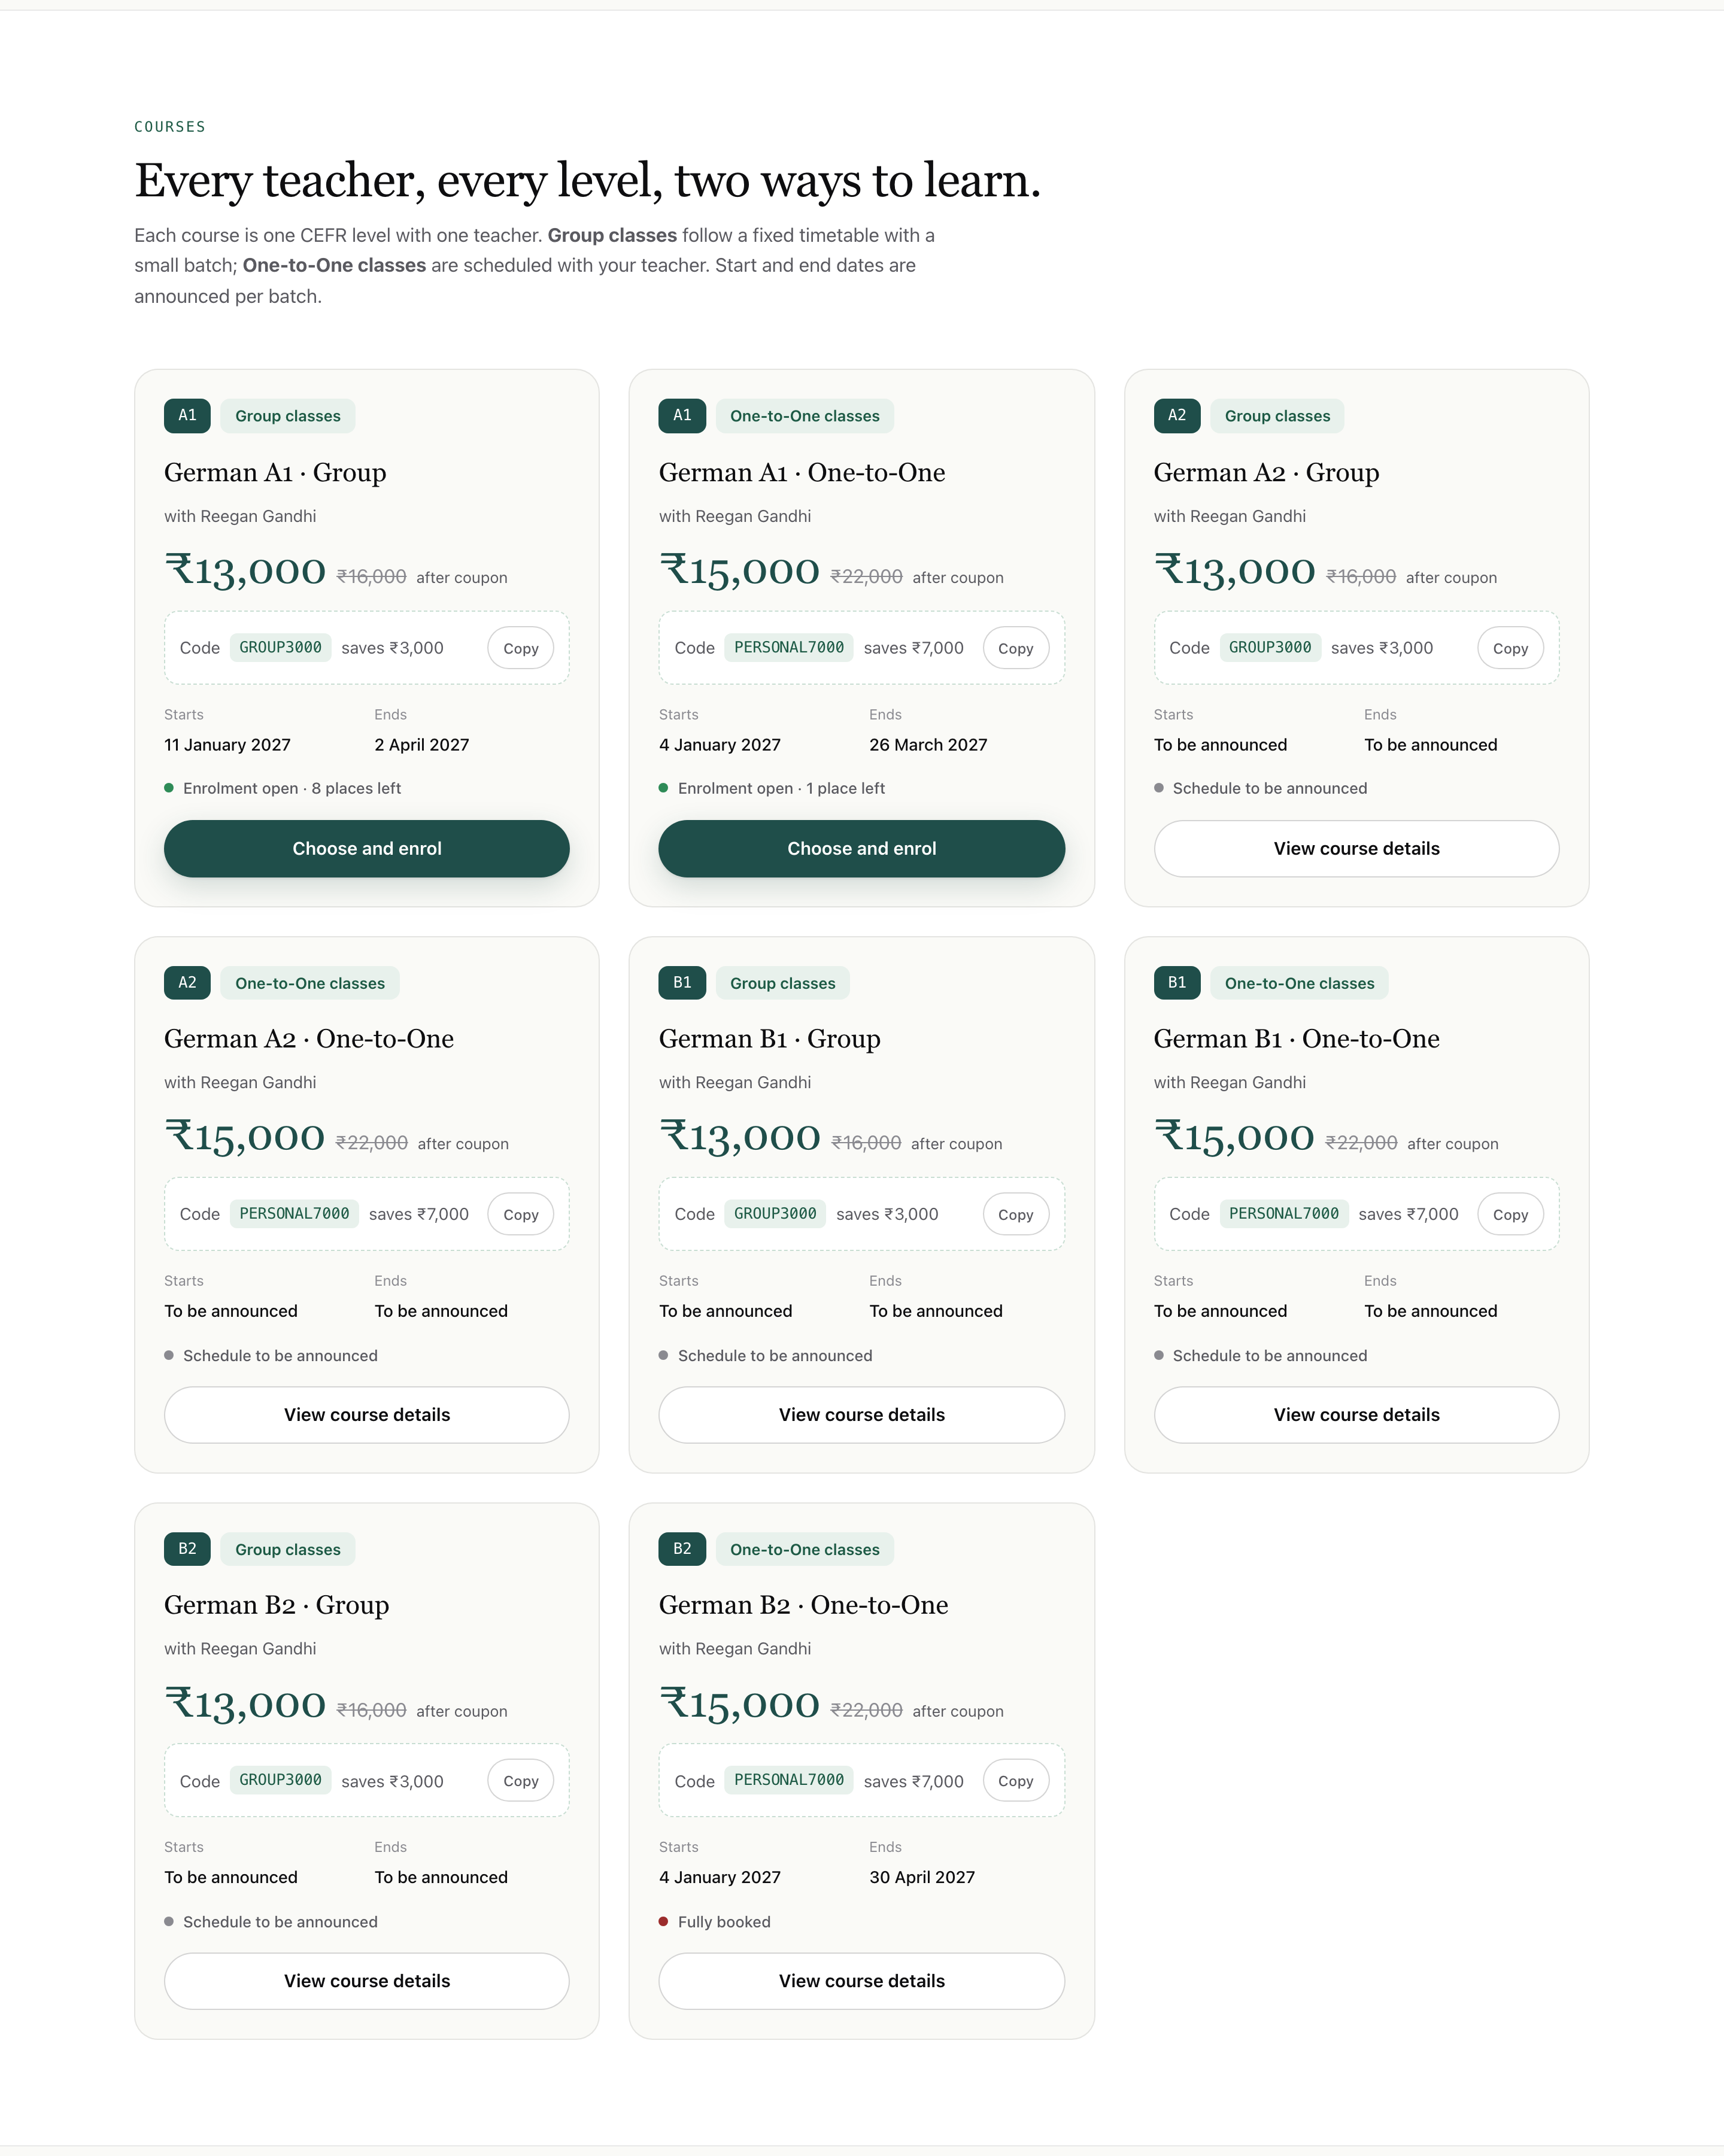 COURSES
Every teacher, every level, two ways to learn.
Each course is one CEFR level with one teacher. Group classes follow a fixed timetable with a
small batch; One-to-One classes are scheduled with your teacher. Start and end dates are
announced per batch.
A1 Group classes
German A1 · Group
with Reegan Gandhi
₹13,000 ₹16,000 after coupon
Code GROUP3000 saves ₹3,000 Copy
Starts Ends
11 January 2027 2 April 2027
Enrolment open · 8 places left
Choose and enrol
A1 One-to-One classes
German A1 · One-to-One
with Reegan Gandhi
₹15,000 ₹22,000 after coupon
Code PERSONAL7000 saves ₹7,000 Copy
Starts Ends
4 January 2027 26 March 2027
Enrolment open · 1 place left
Choose and enrol
A2 Group classes
German A2 · Group
with Reegan Gandhi
₹13,000 ₹16,000 after coupon
Code GROUP3000 saves ₹3,000 Copy
Starts Ends
To be announced To be announced
Schedule to be announced
View course details
A2 One-to-One classes
German A2 · One-to-One
with Reegan Gandhi
₹15,000 ₹22,000 after coupon
Code PERSONAL7000 saves ₹7,000 Copy
Starts Ends
To be announced To be announced
Schedule to be announced
View course details
B1 Group classes
German B1 · Group
with Reegan Gandhi
₹13,000 ₹16,000 after coupon
Code GROUP3000 saves ₹3,000 Copy
Starts Ends
To be announced To be announced
Schedule to be announced
View course details
B1 One-to-One classes
German B1 · One-to-One
with Reegan Gandhi
₹15,000 ₹22,000 after coupon
Code PERSONAL7000 saves ₹7,000 Copy
Starts Ends
To be announced To be announced
Schedule to be announced
View course details
B2 Group classes
German B2 · Group
with Reegan Gandhi
₹13,000 ₹16,000 after coupon
Code GROUP3000 saves ₹3,000 Copy
Starts Ends
To be announced To be announced
Schedule to be announced
View course details
B2 One-to-One classes
German B2 · One-to-One
with Reegan Gandhi
₹15,000 ₹22,000 after coupon
Code PERSONAL7000 saves ₹7,000 Copy
Starts Ends
4 January 2027 30 April 2027
Fully booked
View course details